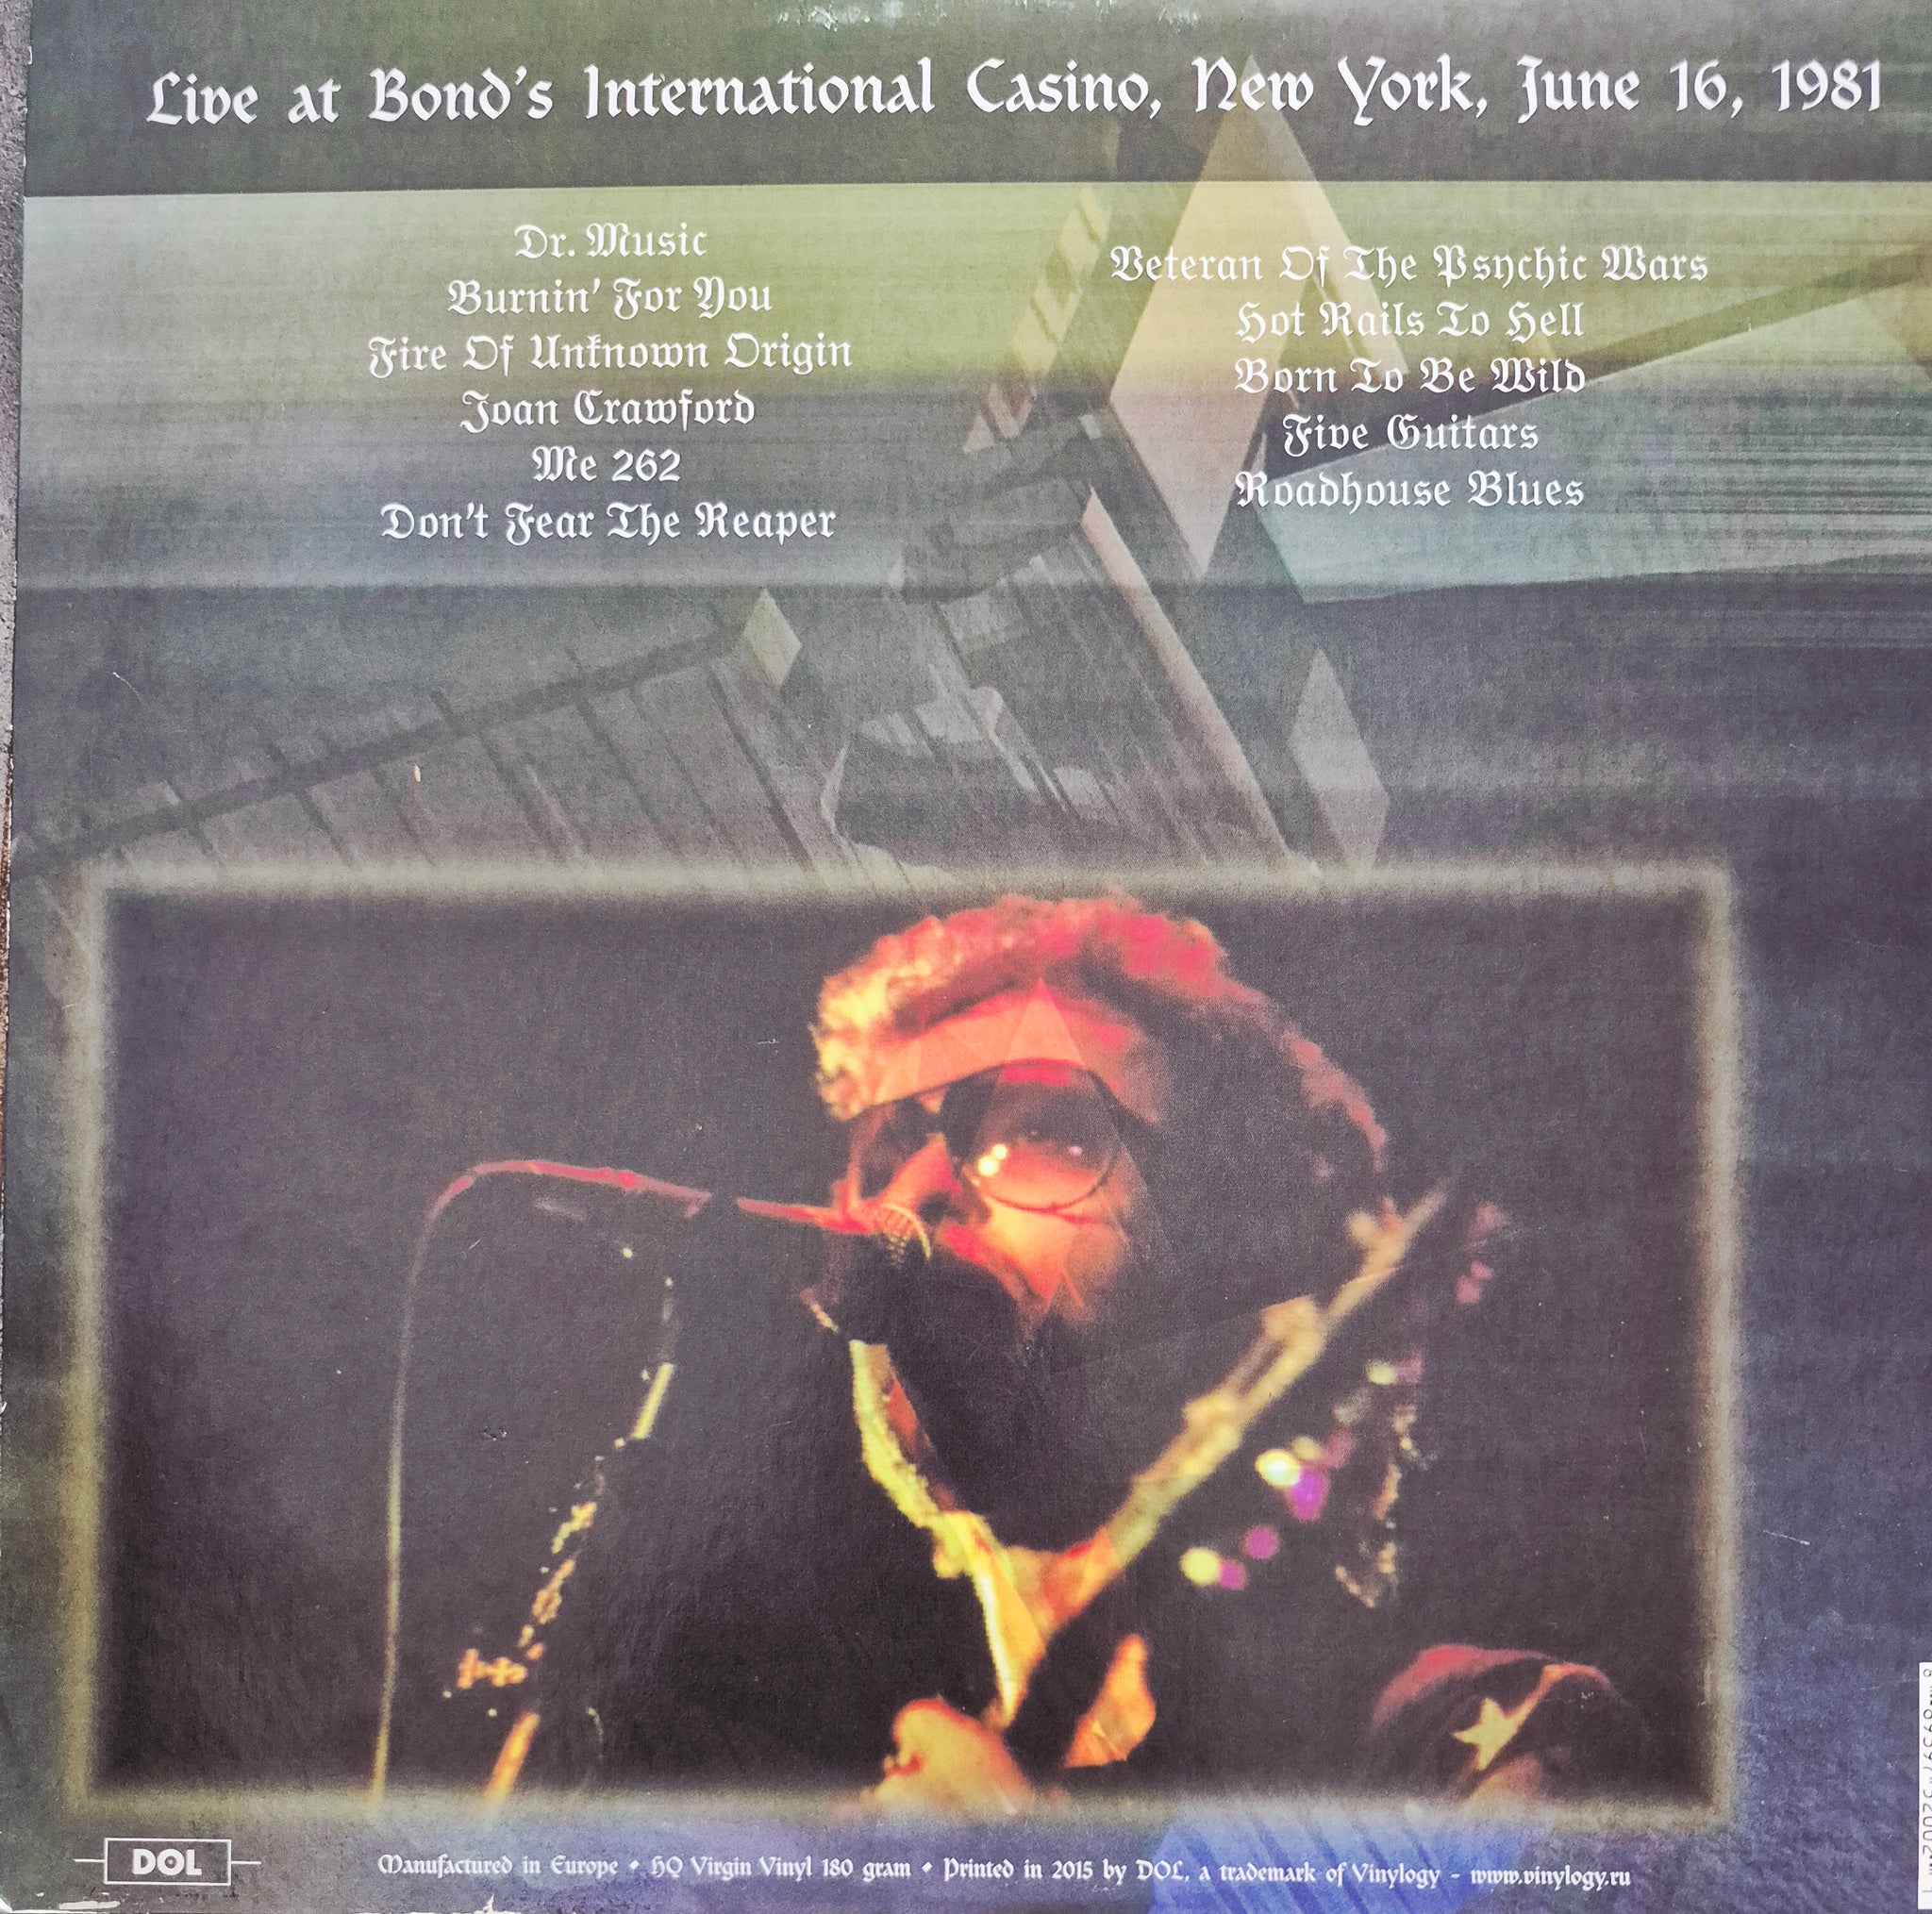 Live at Bond's International Casino, New York, June 16, 1981
Dr. Music
Burnin' For You
Fire Of Unknown Origin
Joan Crawford
Me 262
Don't Fear The Reaper
Veteran Of The Psychic Wars
Hot Rails To Hell
Born To Be Wild
Five Guitars
Roadhouse Blues
DOL
Manufactured in Europe • HQ Virgin Vinyl 180 gram • Printed in 2015 by DOL, a trademark of Vinylogy - www.vinylogy.ru